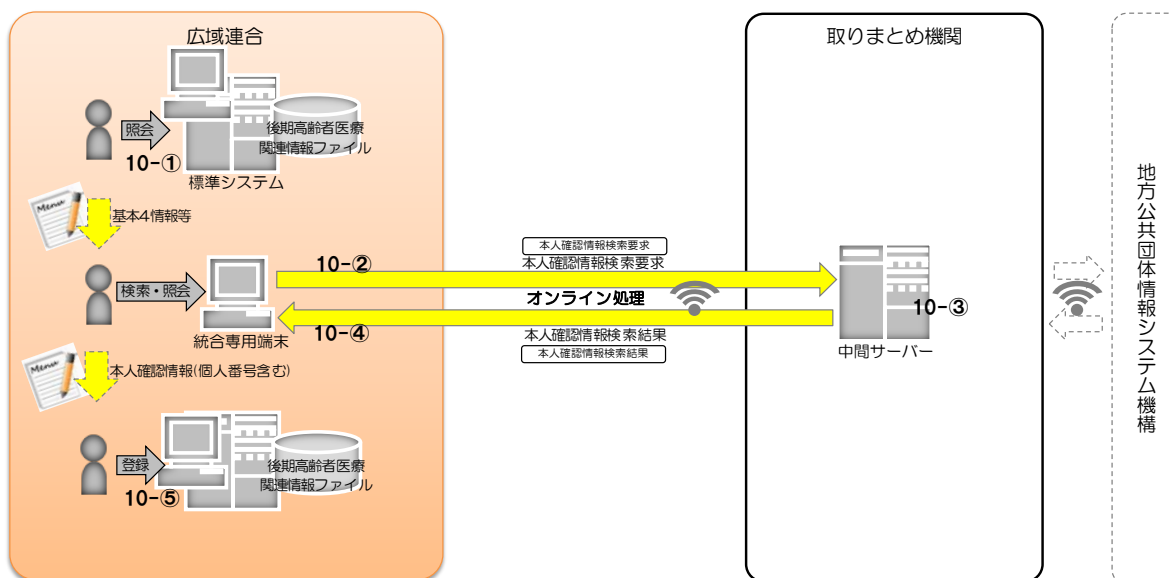 広域連合
照会
10-①
後期高齢者医療
関連情報ファイル
標準システム
Menu
基本4情報等
検索・照会
統合専用端末
10-②
本人確認情報検索要求
本人確認情報検索要求
オンライン処理
10-④
本人確認情報検索結果
本人確認情報検索結果
Menu
本人確認情報(個人番号含む)
登録
10-⑤
後期高齢者医療
関連情報ファイル
取りまとめ機関
10-③
中間サーバー
地方公共団体情報システム機構